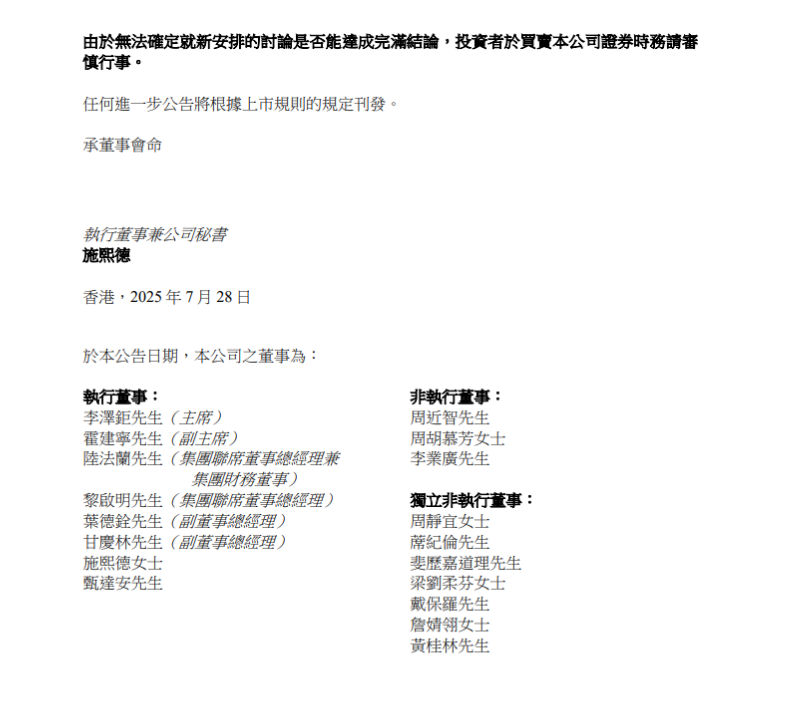 由於無法確定就新安排的討論是否能達成完滿結論，投資者於買賣本公司證券時務請審
慎行事。
任何進一步公告將根據上市規則的規定刊發。
承董事會命
執行董事兼公司秘書
施熙德
香港，2025 年 7 月 28 日
於本公告日期，本公司之董事為：
執行董事：
李澤鉅先生（主席）
霍建寧先生（副主席）
陸法蘭先生（集團聯席董事總經理兼
集團財務董事）
黎啟明先生（集團聯席董事總經理）
葉德銓先生（副董事總經理）
甘慶林先生（副董事總經理）
施熙德女士
甄達安先生
非執行董事：
周近智先生
周胡慕芳女士
李業廣先生
獨立非執行董事：
周靜宜女士
蓆紀倫先生
斐歷嘉道理先生
梁劉柔芬女士
戴保羅先生
詹婧翎女士
黃桂林先生